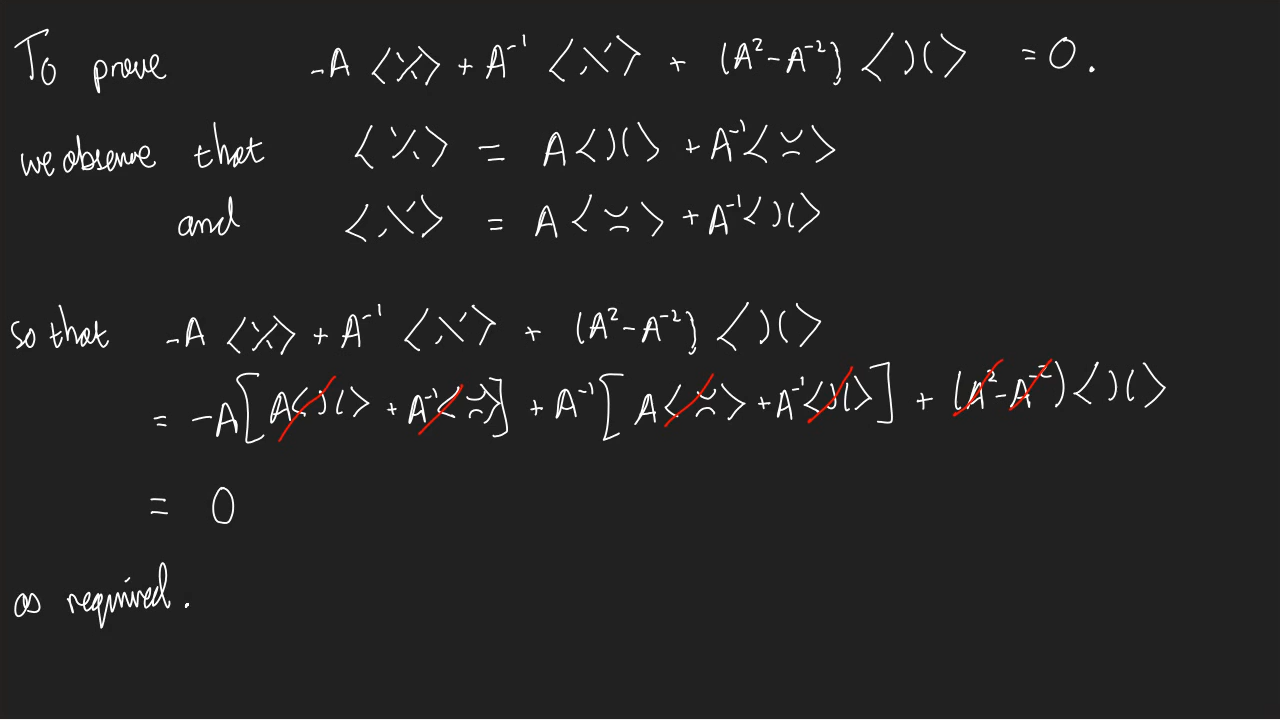 To prove -A ⟨⤫⟩ + A⁻¹ ⟨⤬⟩ + (A² - A⁻²) ⟨)(⟩ = 0.
we observe that ⟨⤫⟩ = A⟨)(⟩ + A⁻¹⟨≍⟩
and ⟨⤬⟩ = A⟨≍⟩ + A⁻¹⟨)(⟩
so that -A ⟨⤫⟩ + A⁻¹ ⟨⤬⟩ + (A² - A⁻²) ⟨)(⟩
= -A[A⟨)(⟩ + A⁻¹⟨≍⟩] + A⁻¹[A⟨≍⟩ + A⁻¹⟨)(⟩] + (A² - A⁻²)⟨)(⟩
= 0
as required.